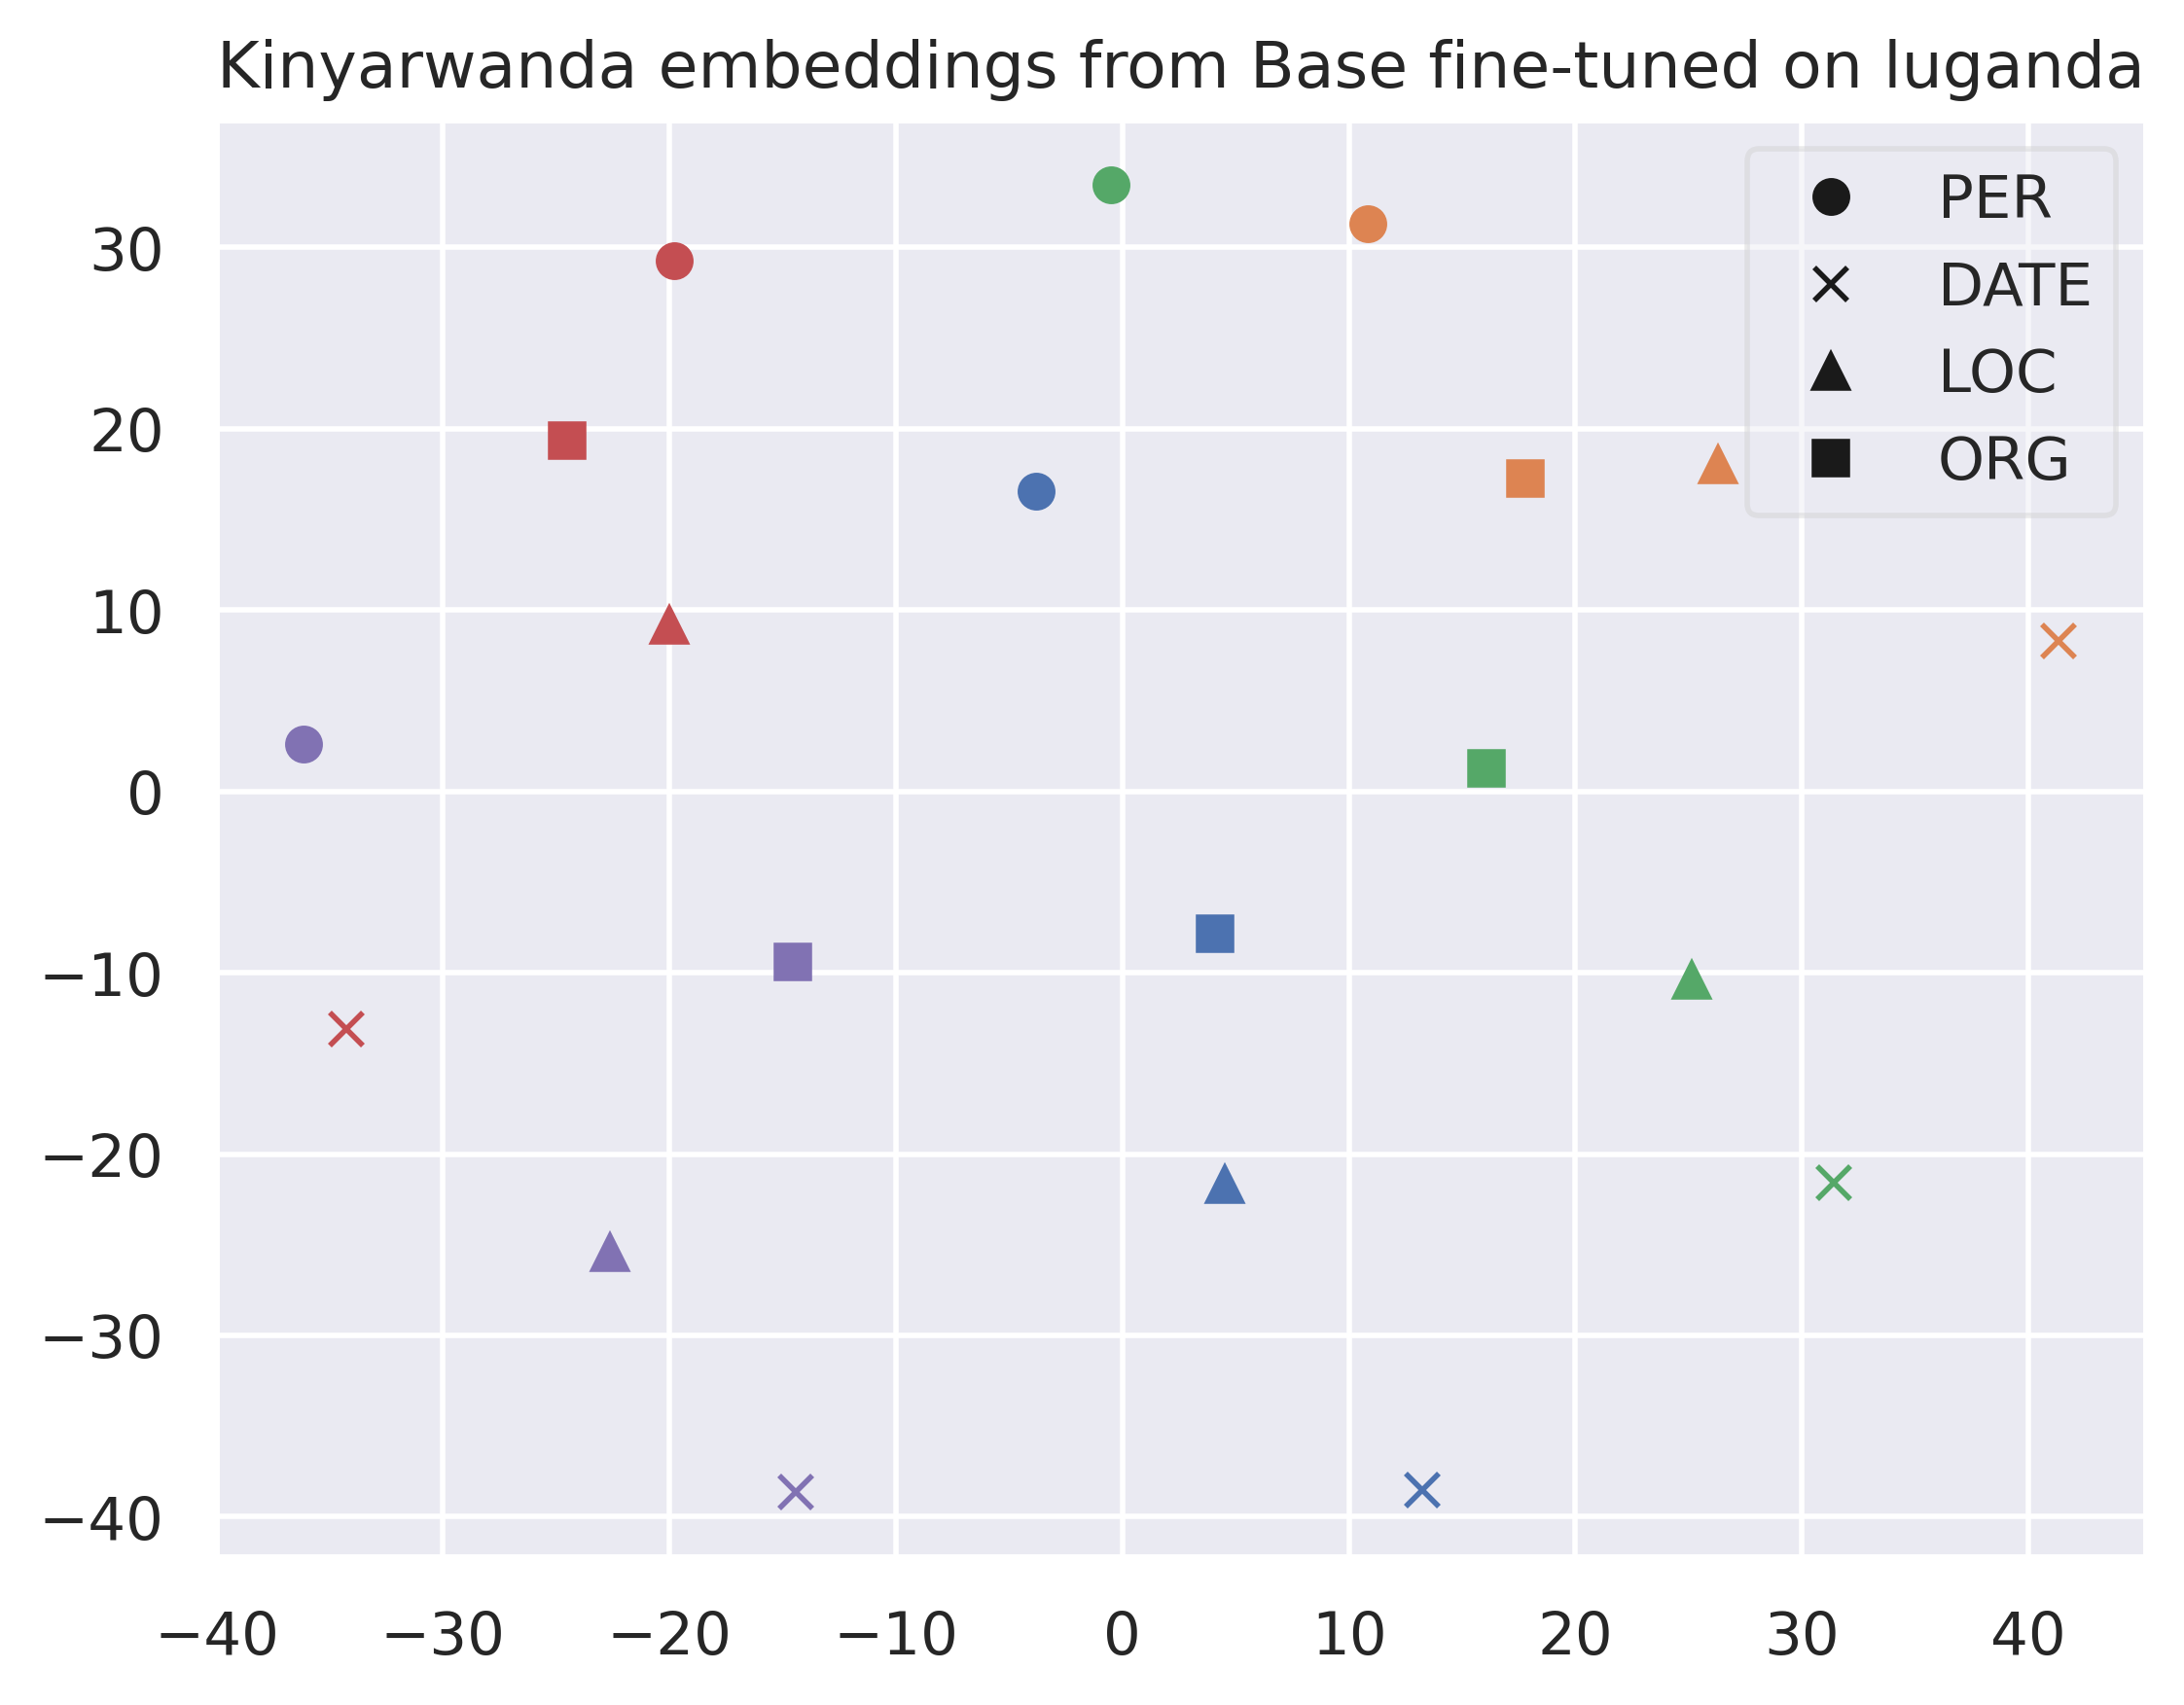 Kinyarwanda embeddings from Base fine-tuned on luganda
PER
DATE
LOC
ORG
30
20
10
0
−10
−20
−30
−40
−40 −30 −20 −10 0 10 20 30 40